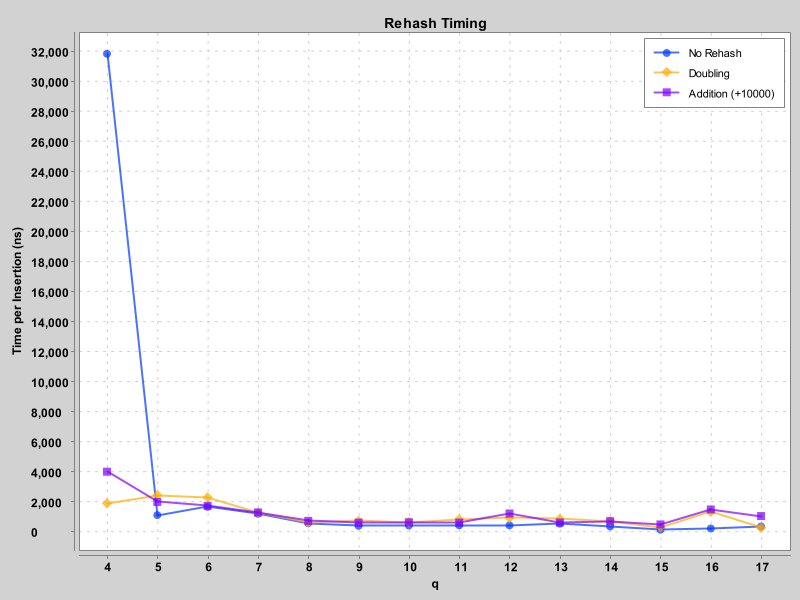 Rehash Timing
No Rehash
Doubling
Addition (+10000)
Time per Insertion (ns)
32,000
30,000
28,000
26,000
24,000
22,000
20,000
18,000
16,000
14,000
12,000
10,000
8,000
6,000
4,000
2,000
0
4 5 6 7 8 9 10 11 12 13 14 15 16 17
q